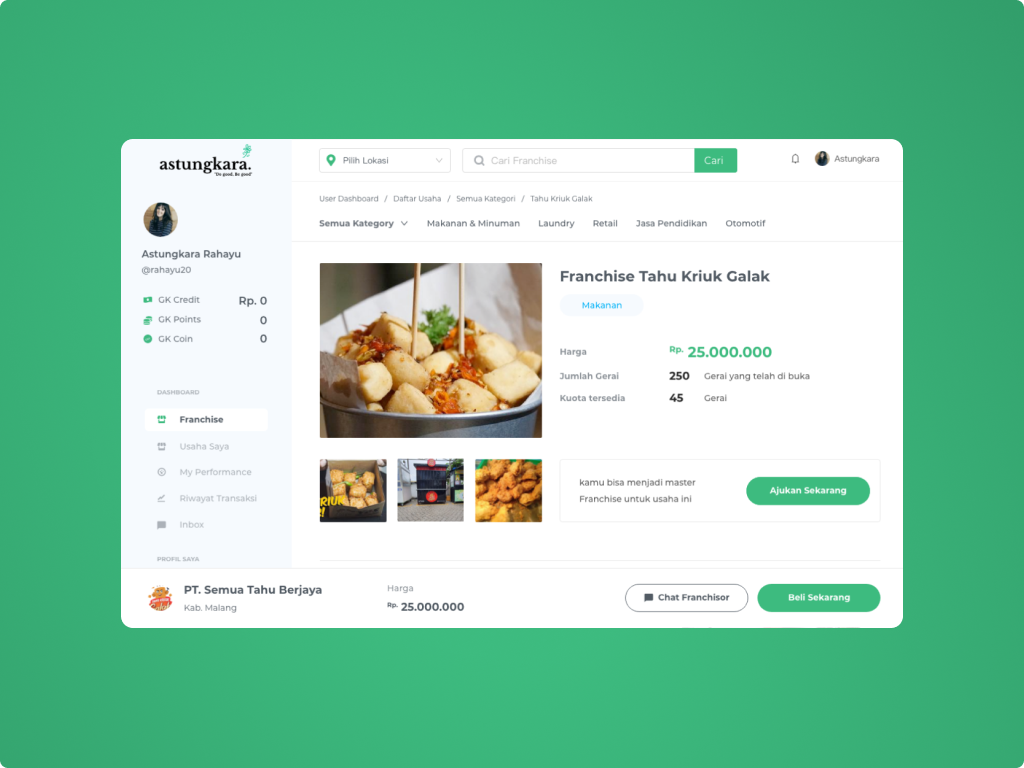 astungkara.
"Do good. Be good"
Pilih Lokasi
Cari Franchise
Cari
Astungkara
User Dashboard / Daftar Usaha / Semua Kategori / Tahu Kriuk Galak
Semua Kategory
Makanan & Minuman
Laundry
Retail
Jasa Pendidikan
Otomotif
Astungkara Rahayu
@rahayu20
GK Credit Rp. 0
GK Points 0
GK Coin 0
DASHBOARD
Franchise
Usaha Saya
My Performance
Riwayat Transaksi
Inbox
PROFIL SAYA
Franchise Tahu Kriuk Galak
Makanan
Harga Rp. 25.000.000
Jumlah Gerai 250 Gerai yang telah di buka
Kuota tersedia 45 Gerai
kamu bisa menjadi master
Franchise untuk usaha ini
Ajukan Sekarang
PT. Semua Tahu Berjaya
Kab. Malang
Harga
Rp. 25.000.000
Chat Franchisor
Beli Sekarang